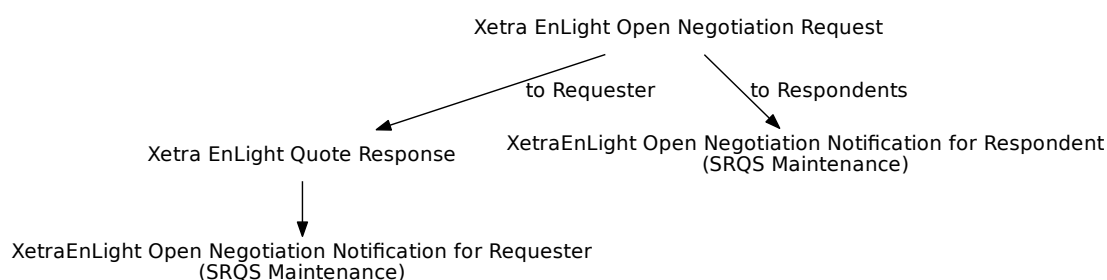 Xetra EnLight Open Negotiation Request
to Requester
to Respondents
Xetra EnLight Quote Response
XetraEnLight Open Negotiation Notification for Respondent
(SRQS Maintenance)
XetraEnLight Open Negotiation Notification for Requester
(SRQS Maintenance)